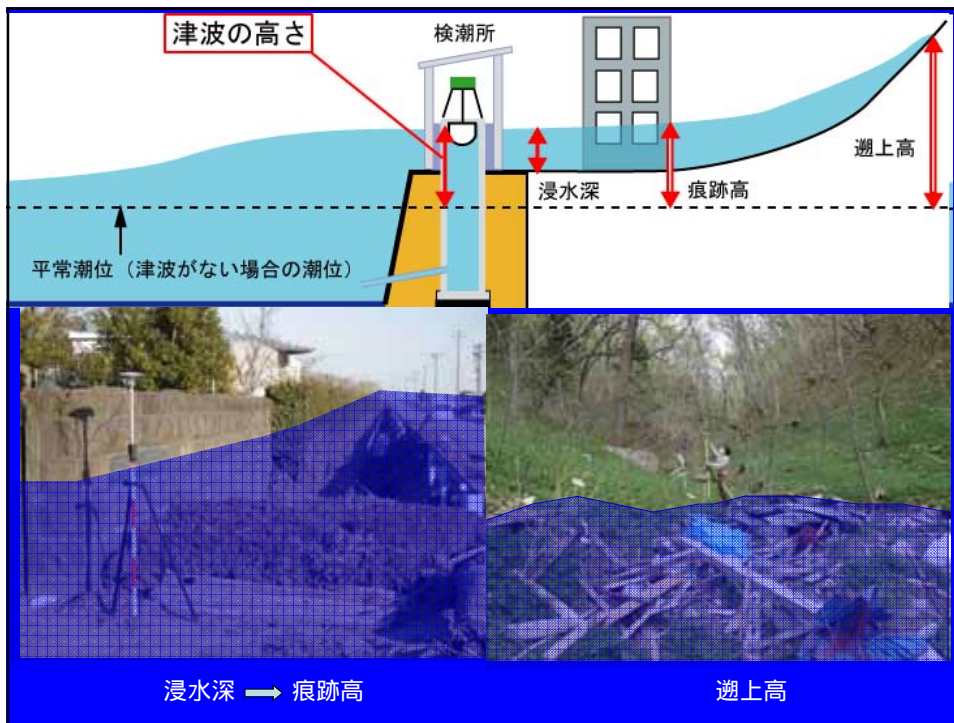 津波の高さ
検潮所
遡上高
浸水深
痕跡高
平常潮位（津波がない場合の潮位）
浸水深 → 痕跡高
遡上高